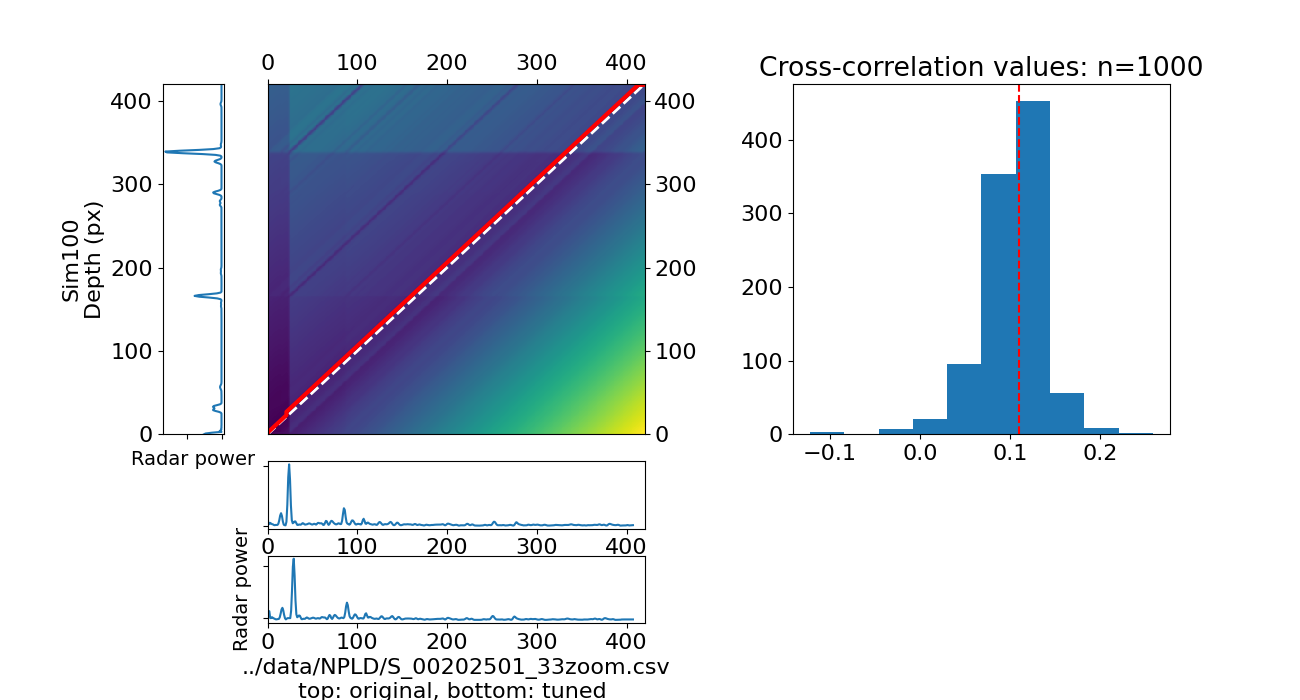 0 100 200 300 400
Cross-correlation values: n=1000
400
300
200
100
0
Sim100
Depth (px)
Radar power
400
300
200
100
0
400
300
200
100
0
−0.1 0.0 0.1 0.2
0 100 200 300 400
Radar power
0 100 200 300 400
../data/NPLD/S_00202501_33zoom.csv
top: original, bottom: tuned